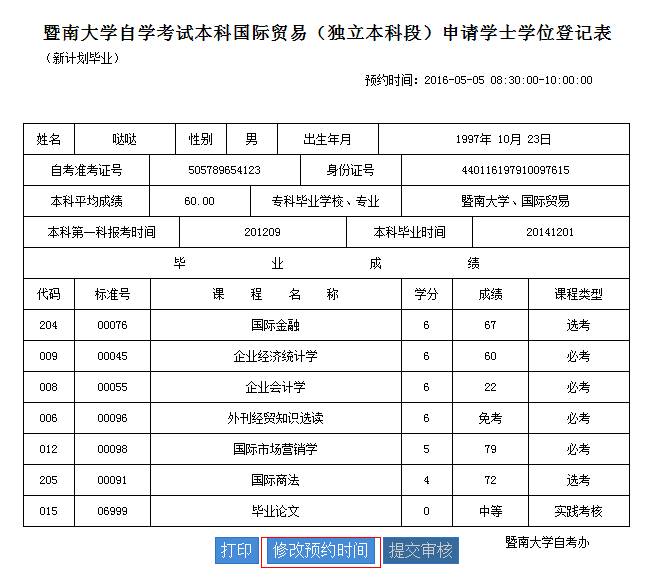 暨南大学自学考试本科国际贸易（独立本科段）申请学士学位登记表
（新计划毕业）
预约时间：2016-05-05 08:30:00-10:00:00
姓名 哒哒 性别 男 出生年月 1997年 10月 23日
自考准考证号 505789654123 身份证号 440116197910097615
本科平均成绩 60.00 专科毕业学校、专业 暨南大学、国际贸易
本科第一科报考时间 201209 本科毕业时间 20141201
毕 业 成 绩
代码 标准号 课 程 名 称 学分 成绩 课程类型
204 00076 国际金融 6 67 选考
009 00045 企业经济统计学 6 60 必考
008 00055 企业会计学 6 22 必考
006 00096 外刊经贸知识选读 6 免考 必考
012 00098 国际市场营销学 5 79 必考
205 00091 国际商法 4 72 选考
015 06999 毕业论文 0 中等 实践考核
暨南大学自考办
打印 修改预约时间 提交审核